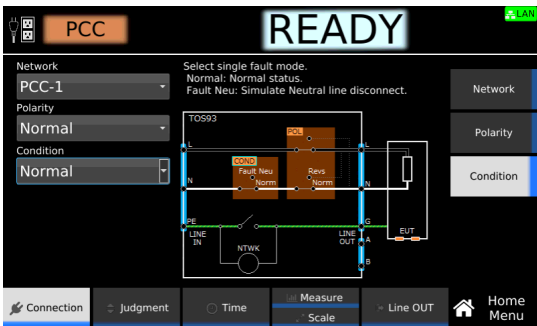 PCC
READY
LAN
Network
PCC-1
Polarity
Normal
Condition
Normal
Select single fault mode.
Normal: Normal status.
Fault Neu: Simulate Neutral line disconnect.
TOS93
POL
L
L
COND
Fault Neu
Revs
N
Norm
Norm
N
PE
G
LINE
IN
LINE
OUT
A
NTWK
B
EUT
Network
Polarity
Condition
Connection
Judgment
Time
Measure
Scale
Line OUT
Home
Menu